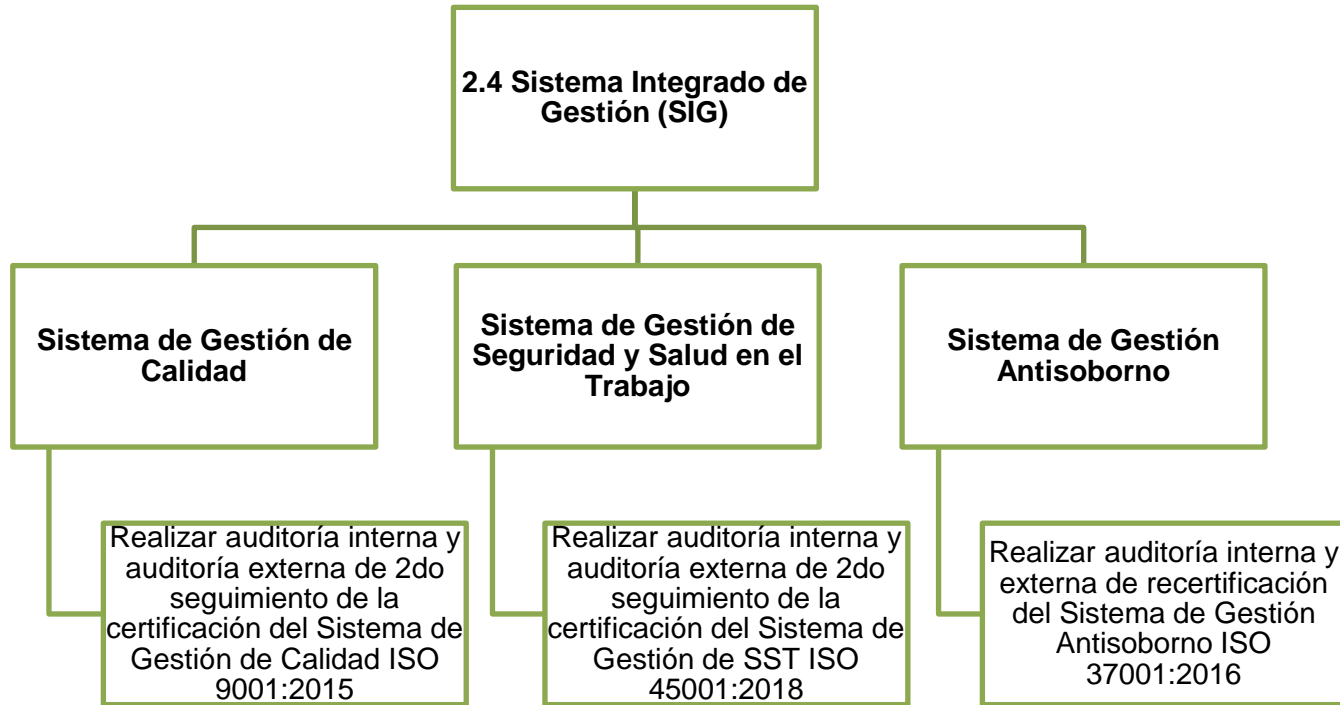 2.4 Sistema Integrado de
Gestión (SIG)
Sistema de Gestión de
Calidad
Sistema de Gestión de
Seguridad y Salud en el
Trabajo
Sistema de Gestión
Antisoborno
Realizar auditoría interna y
auditoría externa de 2do
seguimiento de la
certificación del Sistema de
Gestión de Calidad ISO
9001:2015
Realizar auditoría interna y
auditoría externa de 2do
seguimiento de la
certificación del Sistema de
Gestión de SST ISO
45001:2018
Realizar auditoría interna y
externa de recertificación
del Sistema de Gestión
Antisoborno ISO
37001:2016